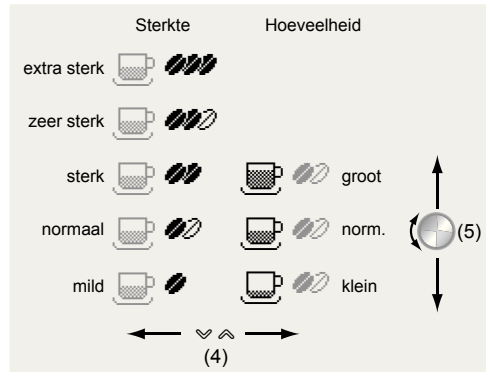 Sterkte Hoeveelheid
extra sterk
zeer sterk
sterk groot
normaal norm.
(5)
mild klein
(4)